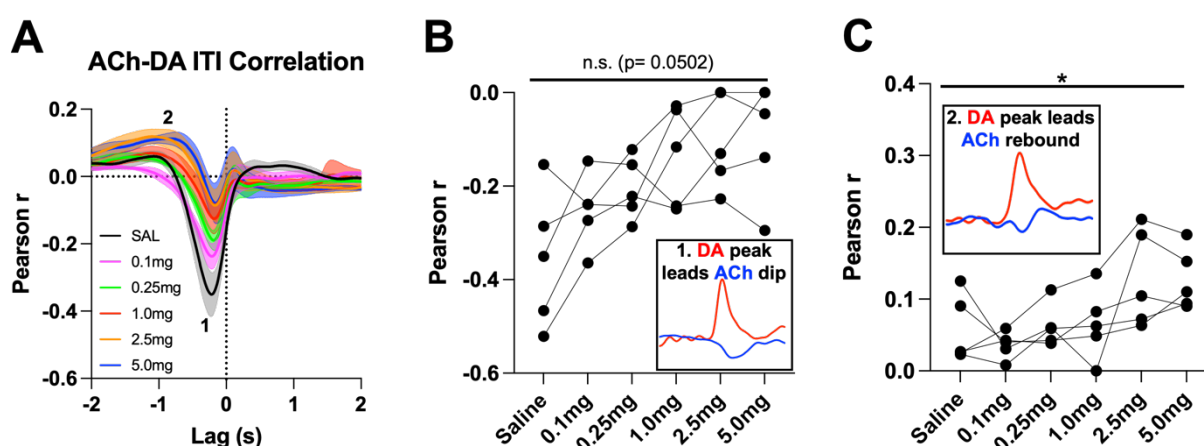 A
ACh-DA ITI Correlation
Pearson r
0.2
0.0
-0.2
-0.4
-0.6
2
1
SAL
0.1mg
0.25mg
1.0mg
2.5mg
5.0mg
-2
-1
0
1
2
Lag (s)
B
n.s. (p= 0.0502)
Pearson r
0.0
-0.2
-0.4
-0.6
1. DA peak
leads ACh dip
Saline
0.1mg
0.25mg
1.0mg
2.5mg
5.0mg
C
*
Pearson r
0.4
0.3
0.2
0.1
0.0
2. DA peak leads
ACh rebound
Saline
0.1mg
0.25mg
1.0mg
2.5mg
5.0mg